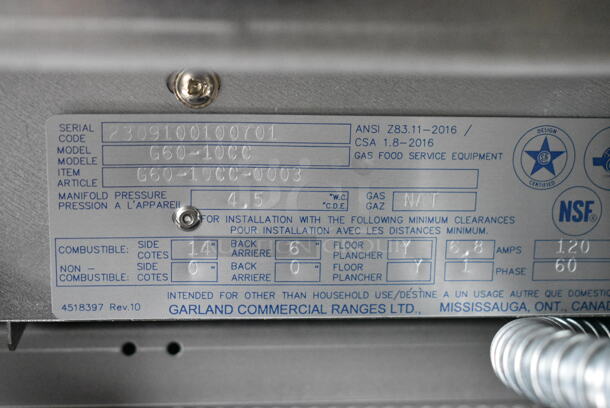 SERIAL CODE 2309100100701 ANSI Z83.11-2016 /
CSA 1.8-2016
MODEL MODELE G60-10CC GAS FOOD SERVICE EQUIPMENT
ITEM ARTICLE G60-10CC-0003
MANIFOLD PRESSURE 4.5 "W.C. GAS NAT
PRESSION A L'APPAREIL "C.D.E. GAZ
FOR INSTALLATION WITH THE FOLLOWING MINIMUM CLEARANCES
POUR INSTALLATION AVEC LES DISTANCES MINIMUM.
COMBUSTIBLE: SIDE COTES 14" BACK ARRIERE 6" FLOOR PLANCHER Y 6.8 AMPS 120
NON-COMBUSTIBLE: SIDE COTES 0" BACK ARRIERE 0" FLOOR PLANCHER Y 1 PHASE 60
INTENDED FOR OTHER THAN HOUSEHOLD USE/DESTINE A UN USAGE AUTRE QUE DOMESTIC
4518397 Rev.10 GARLAND COMMERCIAL RANGES LTD., MISSISSAUGA, ONT., CANAD
DESIGN
CERTIFIED
NSF